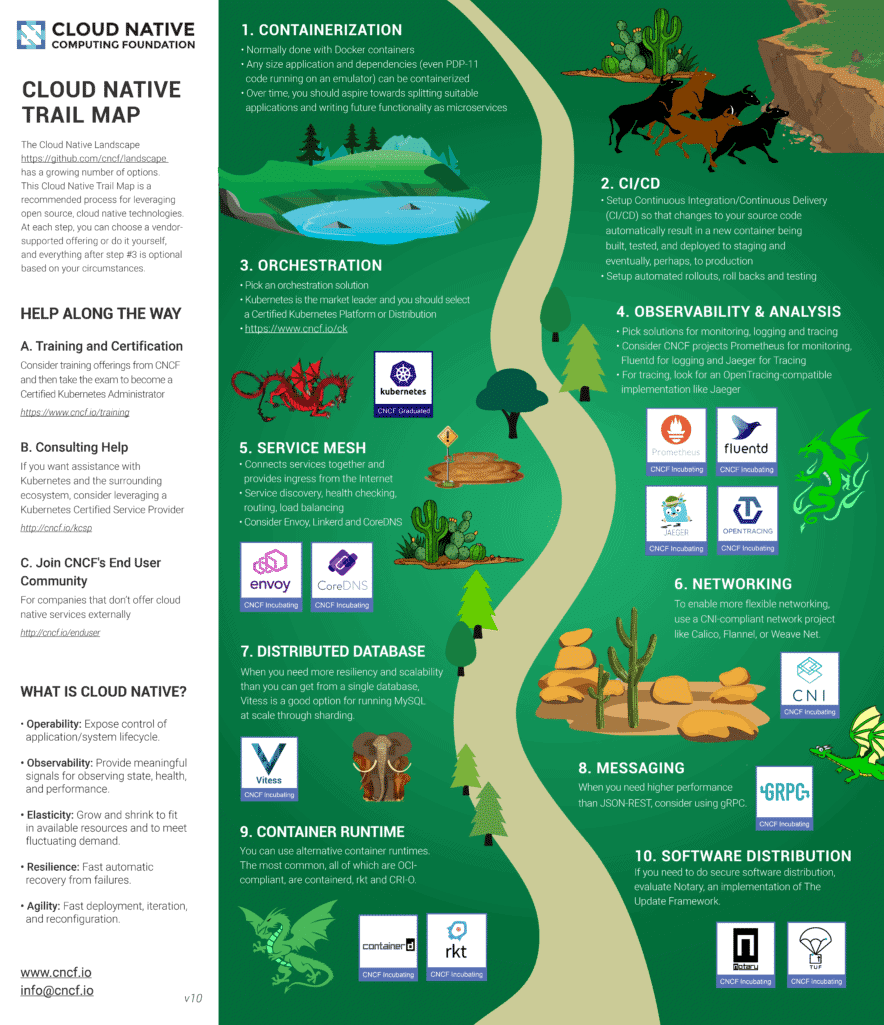 CLOUD NATIVE
COMPUTING FOUNDATION
CLOUD NATIVE
TRAIL MAP
The Cloud Native Landscape
https://github.com/cncf/landscape
has a growing number of options.
This Cloud Native Trail Map is a
recommended process for leveraging
open source, cloud native technologies.
At each step, you can choose a vendor-
supported offering or do it yourself,
and everything after step #3 is optional
based on your circumstances.
HELP ALONG THE WAY
A. Training and Certification
Consider training offerings from CNCF
and then take the exam to become a
Certified Kubernetes Administrator
https://www.cncf.io/training
B. Consulting Help
If you want assistance with
Kubernetes and the surrounding
ecosystem, consider leveraging a
Kubernetes Certified Service Provider
http://cncf.io/kcsp
C. Join CNCF's End User
Community
For companies that don't offer cloud
native services externally
http://cncf.io/enduser
WHAT IS CLOUD NATIVE?
• Operability: Expose control of
application/system lifecycle.
• Observability: Provide meaningful
signals for observing state, health,
and performance.
• Elasticity: Grow and shrink to fit
in available resources and to meet
fluctuating demand.
• Resilience: Fast automatic
recovery from failures.
• Agility: Fast deployment, iteration,
and reconfiguration.
www.cncf.io
info@cncf.io
v10
1. CONTAINERIZATION
• Normally done with Docker containers
• Any size application and dependencies (even PDP-11
code running on an emulator) can be containerized
• Over time, you should aspire towards splitting suitable
applications and writing future functionality as microservices
2. CI/CD
• Setup Continuous Integration/Continuous Delivery
(CI/CD) so that changes to your source code
automatically result in a new container being
built, tested, and deployed to staging and
eventually, perhaps, to production
• Setup automated rollouts, roll backs and testing
3. ORCHESTRATION
• Pick an orchestration solution
• Kubernetes is the market leader and you should select
a Certified Kubernetes Platform or Distribution
• https://www.cncf.io/ck
kubernetes
CNCF Graduated
4. OBSERVABILITY & ANALYSIS
• Pick solutions for monitoring, logging and tracing
• Consider CNCF projects Prometheus for monitoring,
Fluentd for logging and Jaeger for Tracing
• For tracing, look for an OpenTracing-compatible
implementation like Jaeger
Prometheus
CNCF Incubating
fluentd
CNCF Incubating
JAEGER
CNCF Incubating
OPENTRACING
CNCF Incubating
5. SERVICE MESH
• Connects services together and
provides ingress from the Internet
• Service discovery, health checking,
routing, load balancing
• Consider Envoy, Linkerd and CoreDNS
envoy
CNCF Incubating
CoreDNS
CNCF Incubating
6. NETWORKING
To enable more flexible networking,
use a CNI-compliant network project
like Calico, Flannel, or Weave Net.
CNI
CNCF Incubating
7. DISTRIBUTED DATABASE
When you need more resiliency and scalability
than you can get from a single database,
Vitess is a good option for running MySQL
at scale through sharding.
Vitess
CNCF Incubating
8. MESSAGING
When you need higher performance
than JSON-REST, consider using gRPC.
GRPC
CNCF Incubating
9. CONTAINER RUNTIME
You can use alternative container runtimes.
The most common, all of which are OCI-
compliant, are containerd, rkt and CRI-O.
containerd
CNCF Incubating
rkt
CNCF Incubating
10. SOFTWARE DISTRIBUTION
If you need to do secure software distribution,
evaluate Notary, an implementation of The
Update Framework.
notary
CNCF Incubating
TUF
CNCF Incubating